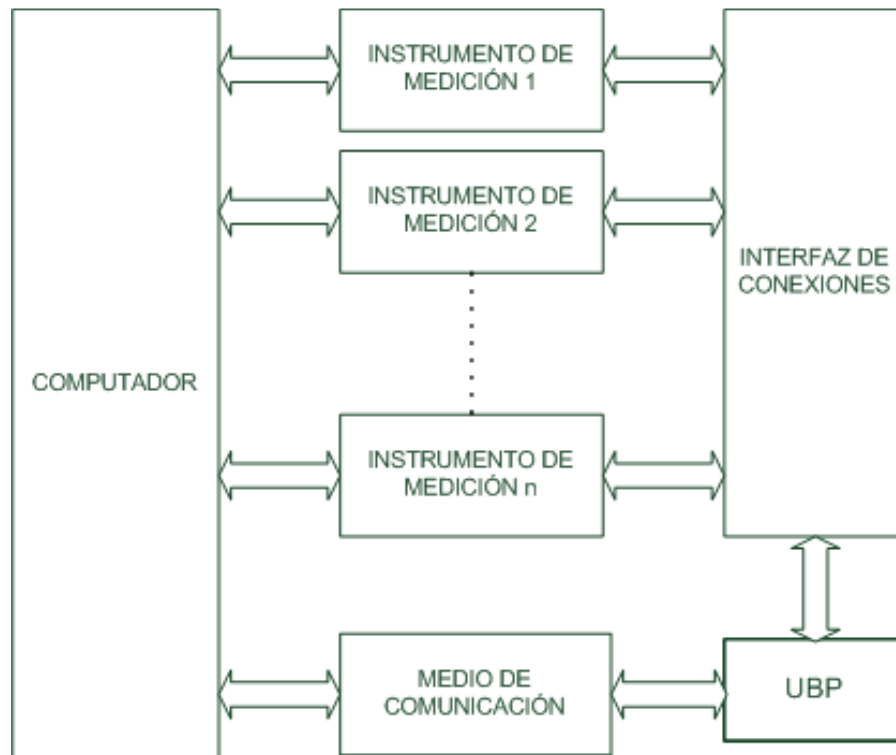 INSTRUMENTO DE
MEDICIÓN 1
INSTRUMENTO DE
MEDICIÓN 2
INTERFAZ DE
CONEXIONES
COMPUTADOR
INSTRUMENTO DE
MEDICIÓN n
MEDIO DE
COMUNICACIÓN
UBP